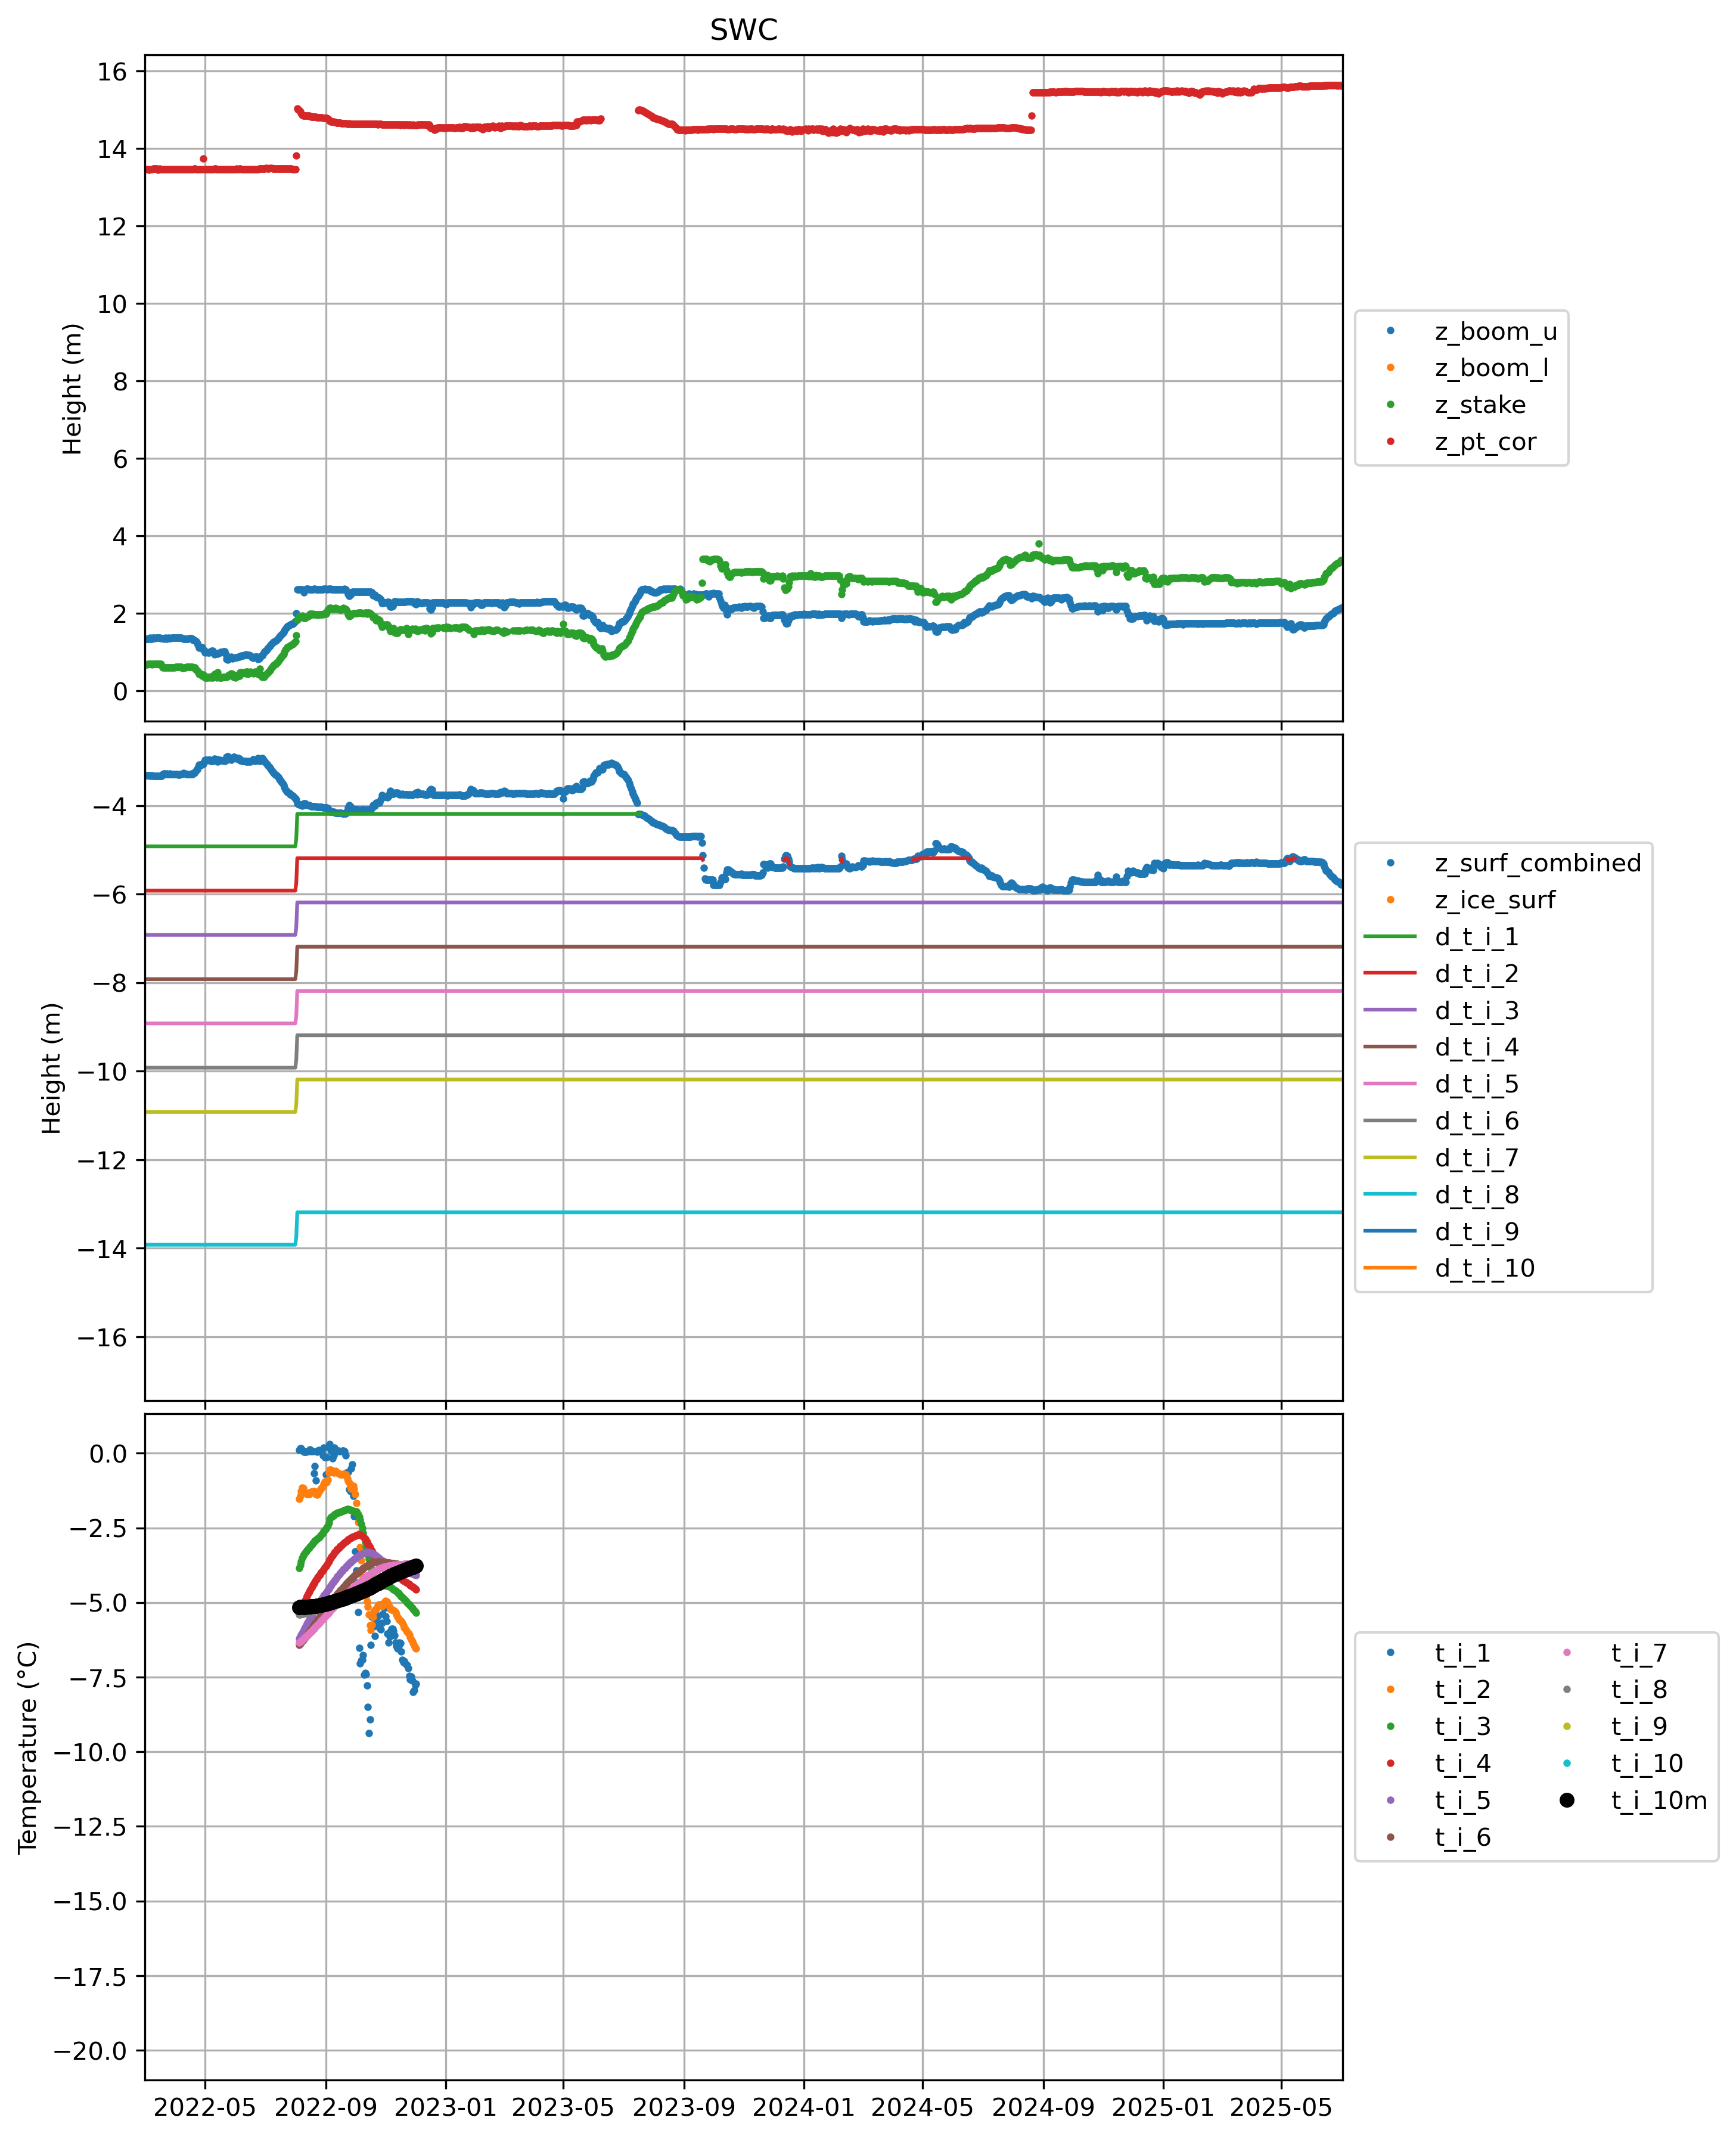 SWC
16
14
12
10
8
6
4
2
0
Height (m)
z_boom_u
z_boom_l
z_stake
z_pt_cor
−4
−6
−8
−10
−12
−14
−16
Height (m)
z_surf_combined
z_ice_surf
d_t_i_1
d_t_i_2
d_t_i_3
d_t_i_4
d_t_i_5
d_t_i_6
d_t_i_7
d_t_i_8
d_t_i_9
d_t_i_10
0.0
−2.5
−5.0
−7.5
−10.0
−12.5
−15.0
−17.5
−20.0
Temperature (°C)
t_i_1
t_i_2
t_i_3
t_i_4
t_i_5
t_i_6
t_i_7
t_i_8
t_i_9
t_i_10
t_i_10m
2022-05 2022-09 2023-01 2023-05 2023-09 2024-01 2024-05 2024-09 2025-01 2025-05